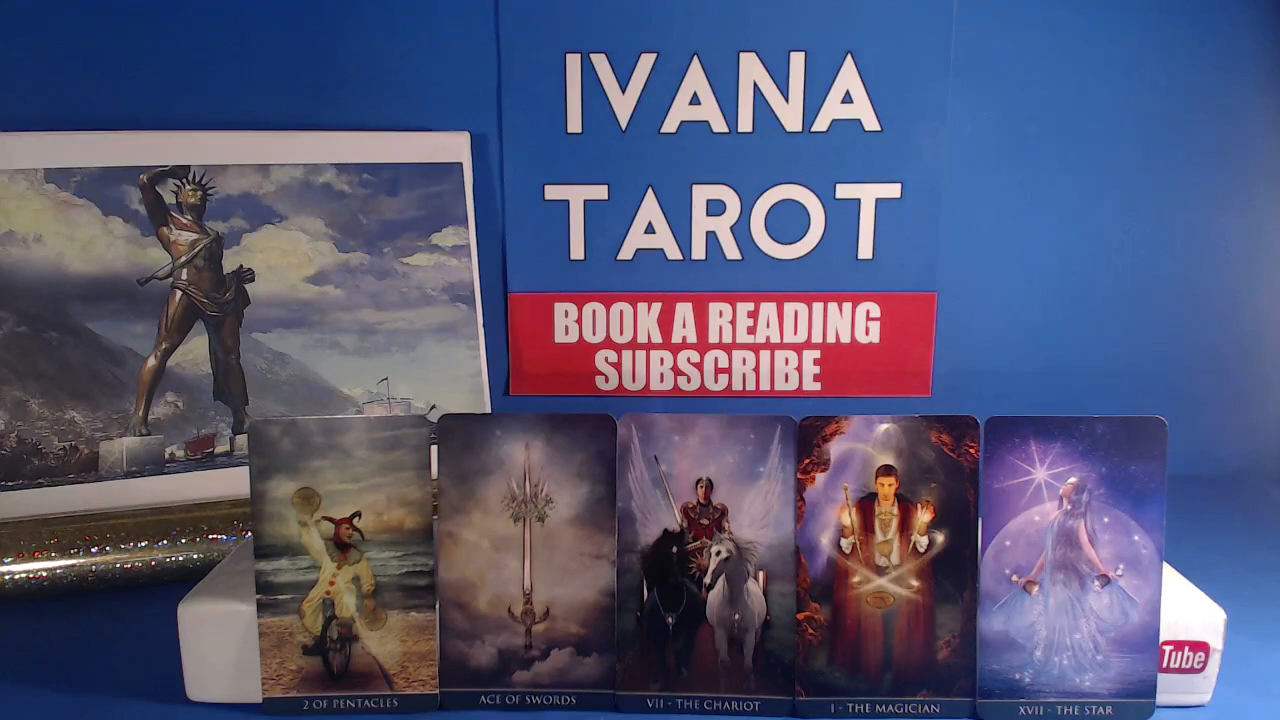 IVANA
TAROT
BOOK A READING
SUBSCRIBE
2 OF PENTACLES
ACE OF SWORDS
VII - THE CHARIOT
I - THE MAGICIAN
XVII - THE STAR
Tube